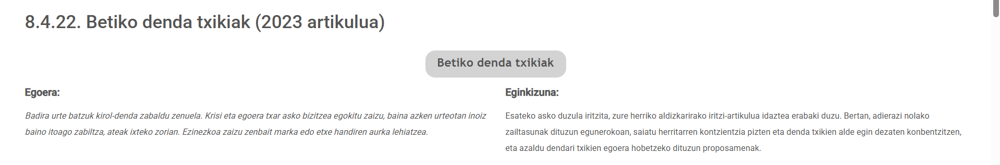 8.4.22. Betiko denda txikiak (2023 artikulua)
Betiko denda txikiak
Egoera:
Badira urte batzuk kirol-denda zabaldu zenuela. Krisi eta egoera txar asko bizitzea egokitu zaizu, baina azken urteotan inoiz
baino itoago zabiltza, ateak ixteko zorian. Ezinezkoa zaizu zenbait marka edo etxe handiren aurka lehiatzea.
Eginkizuna:
Esateko asko duzula iritzita, zure herriko aldizkarirako iritzi-artikulua idaztea erabaki duzu. Bertan, adierazi nolako
zailtasunak dituzun egunerokoan, saiatu herritarren kontzientzia pizten eta denda txikien alde egin dezaten konbentzitzen,
eta azaldu dendari txikien egoera hobetzeko dituzun proposamenak.